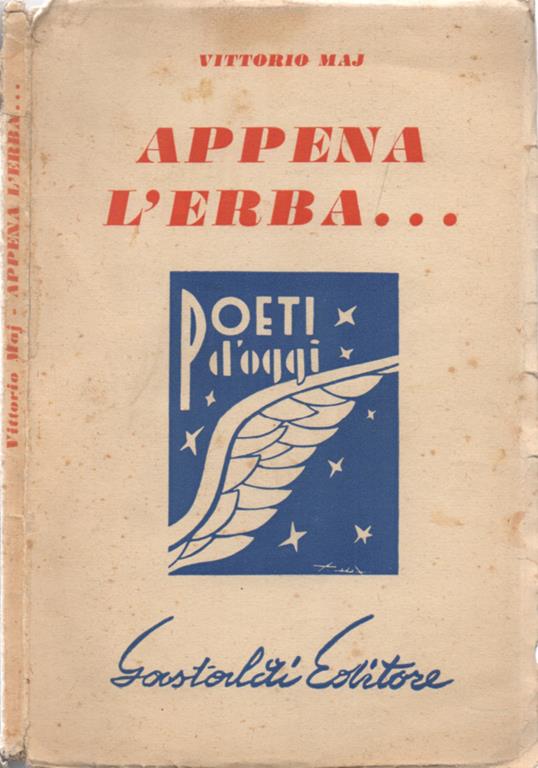 VITTORIO MAJ
APPENA
L'ERBA...
POETI
d'oggi
Gastaldi Editore
Vittorio Maj - APPENA L'ERBA...